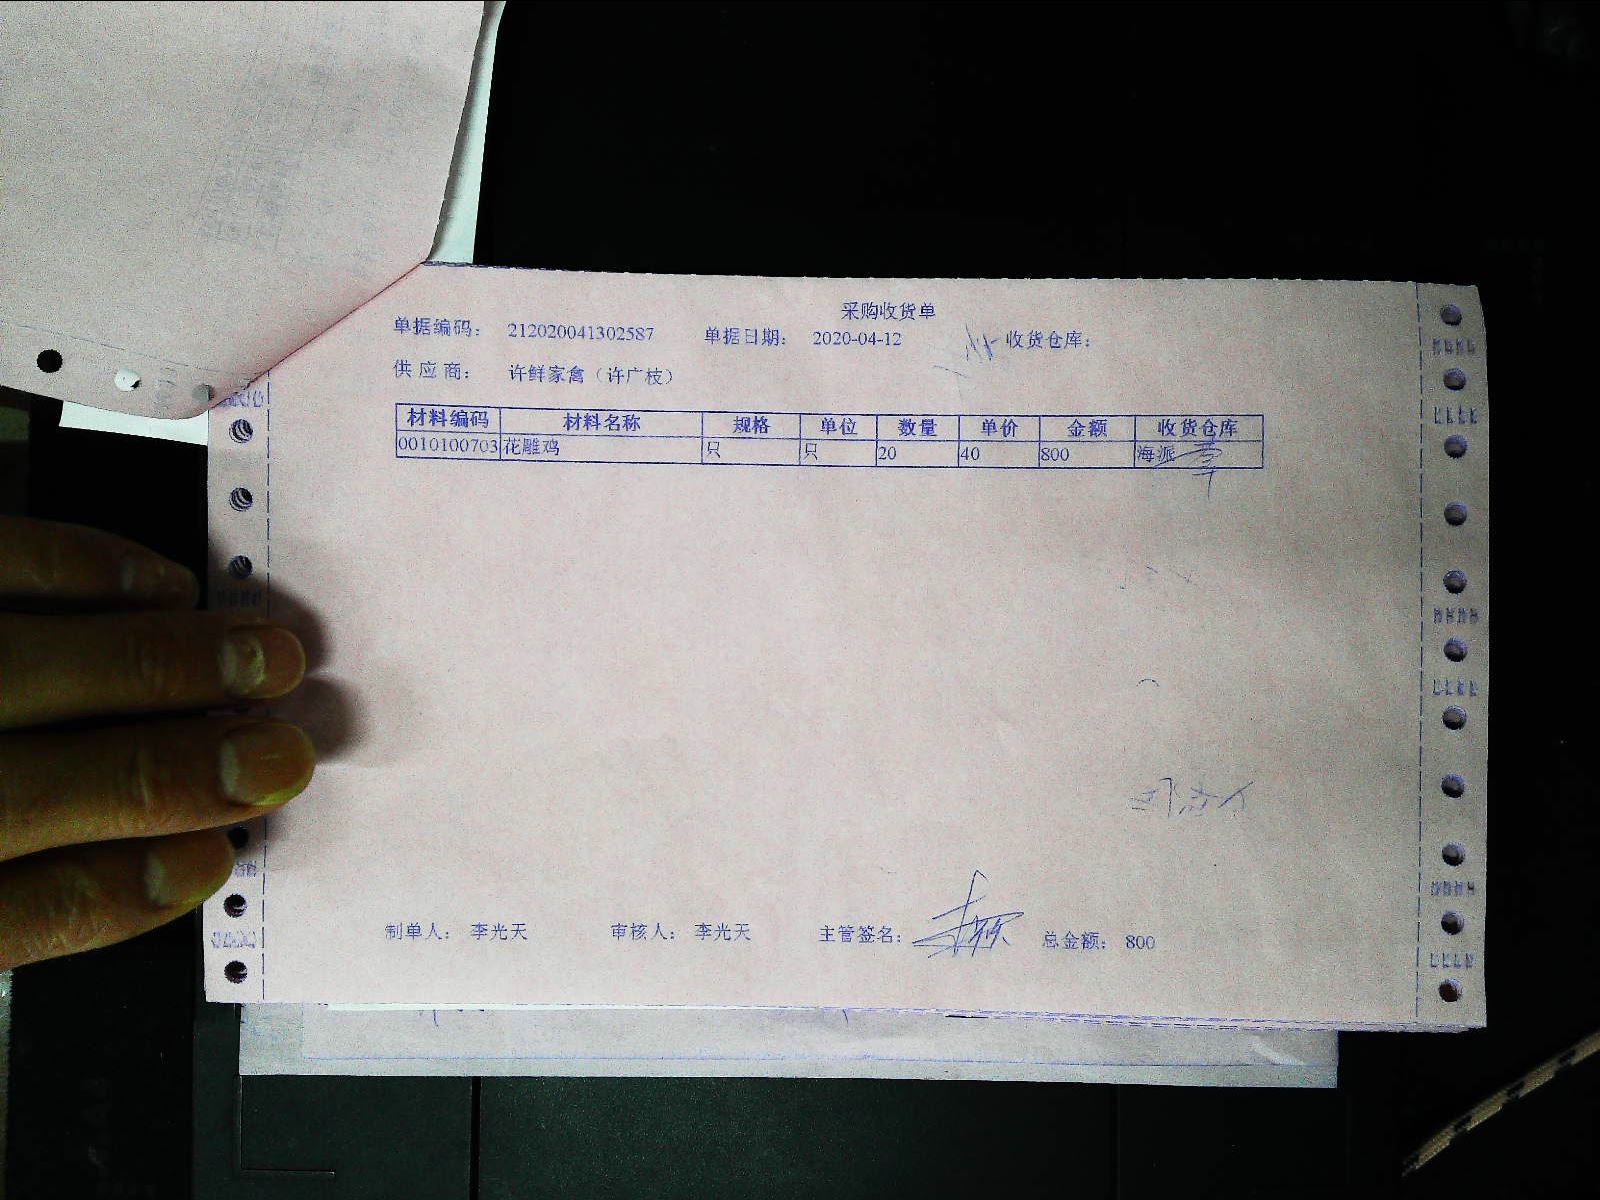 采购收货单
单据编码： 212020041302587 单据日期： 2020-04-12 收货仓库：
供 应 商： 许鲜家禽（许广枝）
材料编码 材料名称 规格 单位 数量 单价 金额 收货仓库
0010100703 花雕鸡 只 只 20 40 800 海派
制单人： 李光天 审核人： 李光天 主管签名： 总金额： 800